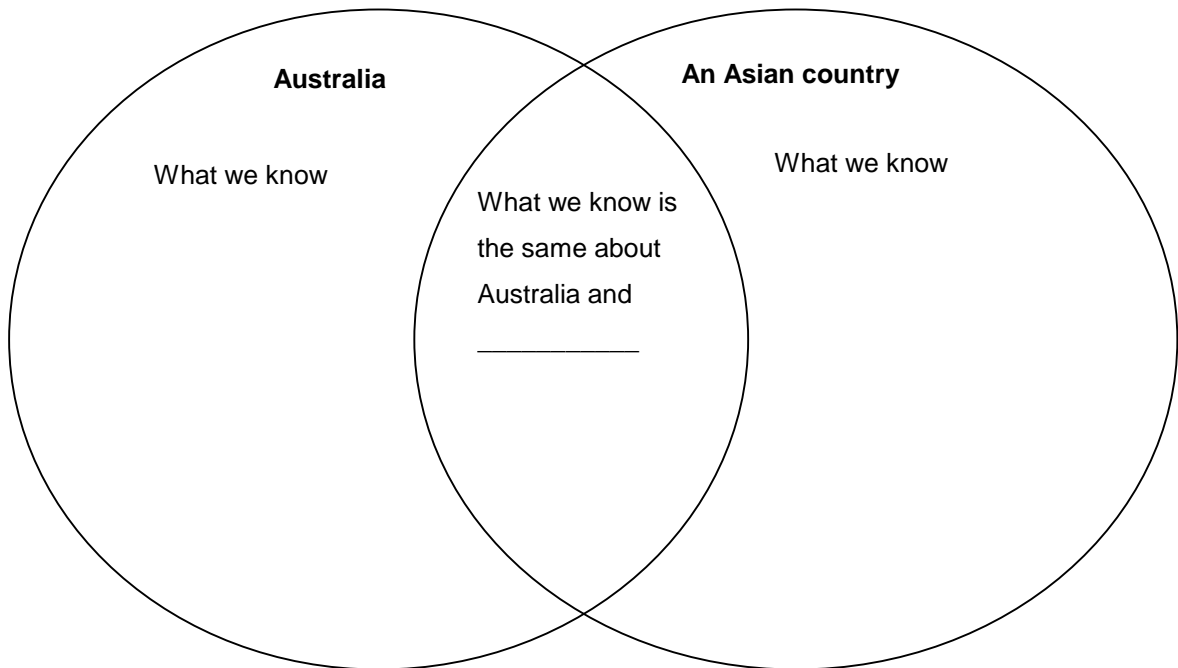 Australia
What we know
What we know is
the same about
Australia and
___________
An Asian country
What we know